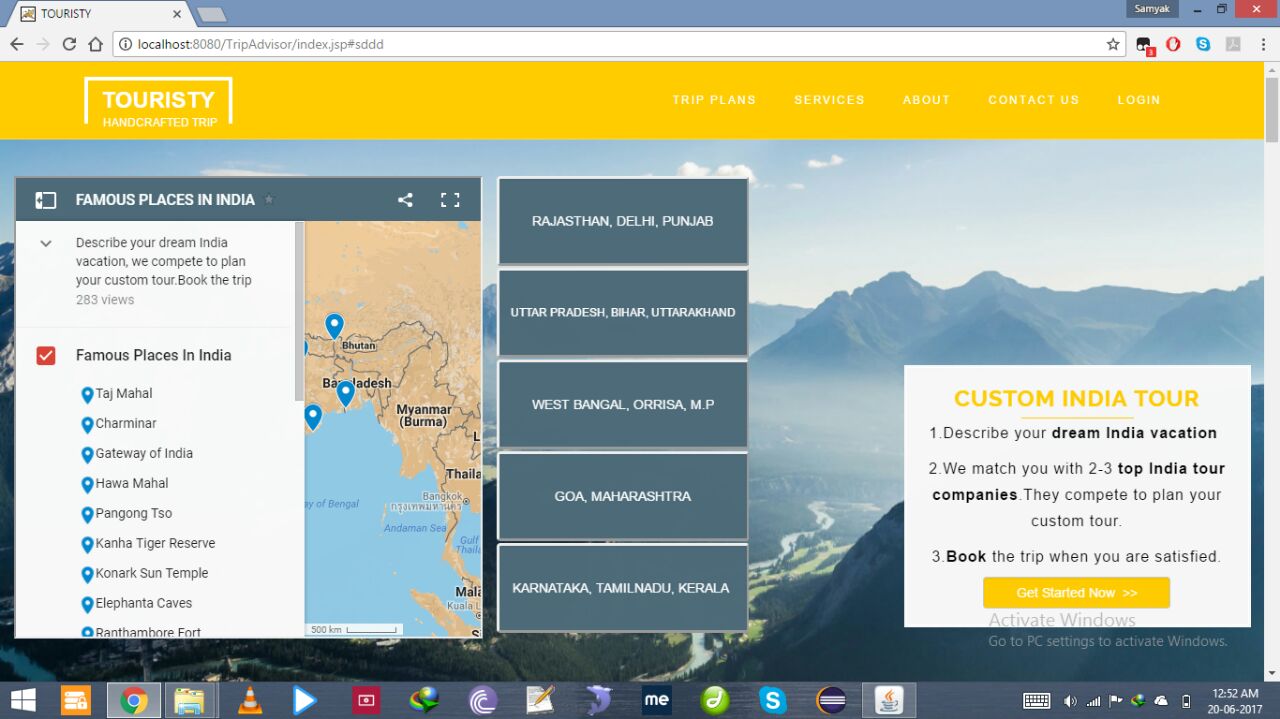 TOURISTY
Samyak
localhost:8080/TripAdvisor/index.jsp#sddd
3
TOURISTY
HANDCRAFTED TRIP
TRIP PLANS
SERVICES
ABOUT
CONTACT US
LOGIN
FAMOUS PLACES IN INDIA
Describe your dream India
vacation, we compete to plan
your custom tour.Book the trip
283 views
Famous Places In India
Taj Mahal
Charminar
Gateway of India
Hawa Mahal
Pangong Tso
Kanha Tiger Reserve
Konark Sun Temple
Elephanta Caves
Ranthambore Fort
Bhutan
Bangladesh
Myanmar
(Burma)
L
Thaila
Bangkok
กรุงเทพมหานคร
ay of Bengal
Andaman Sea
Gulf
Thaila
Mala
Kuala L
S
500 km
RAJASTHAN, DELHI, PUNJAB
UTTAR PRADESH, BIHAR, UTTARAKHAND
WEST BANGAL, ORRISA, M.P
GOA, MAHARASHTRA
KARNATAKA, TAMILNADU, KERALA
CUSTOM INDIA TOUR
1.Describe your dream India vacation
2.We match you with 2-3 top India tour
companies.They compete to plan your
custom tour.
3.Book the trip when you are satisfied.
Get Started Now >>
Activate Windows
Go to PC settings to activate Windows.
me
12:52 AM
20-06-2017